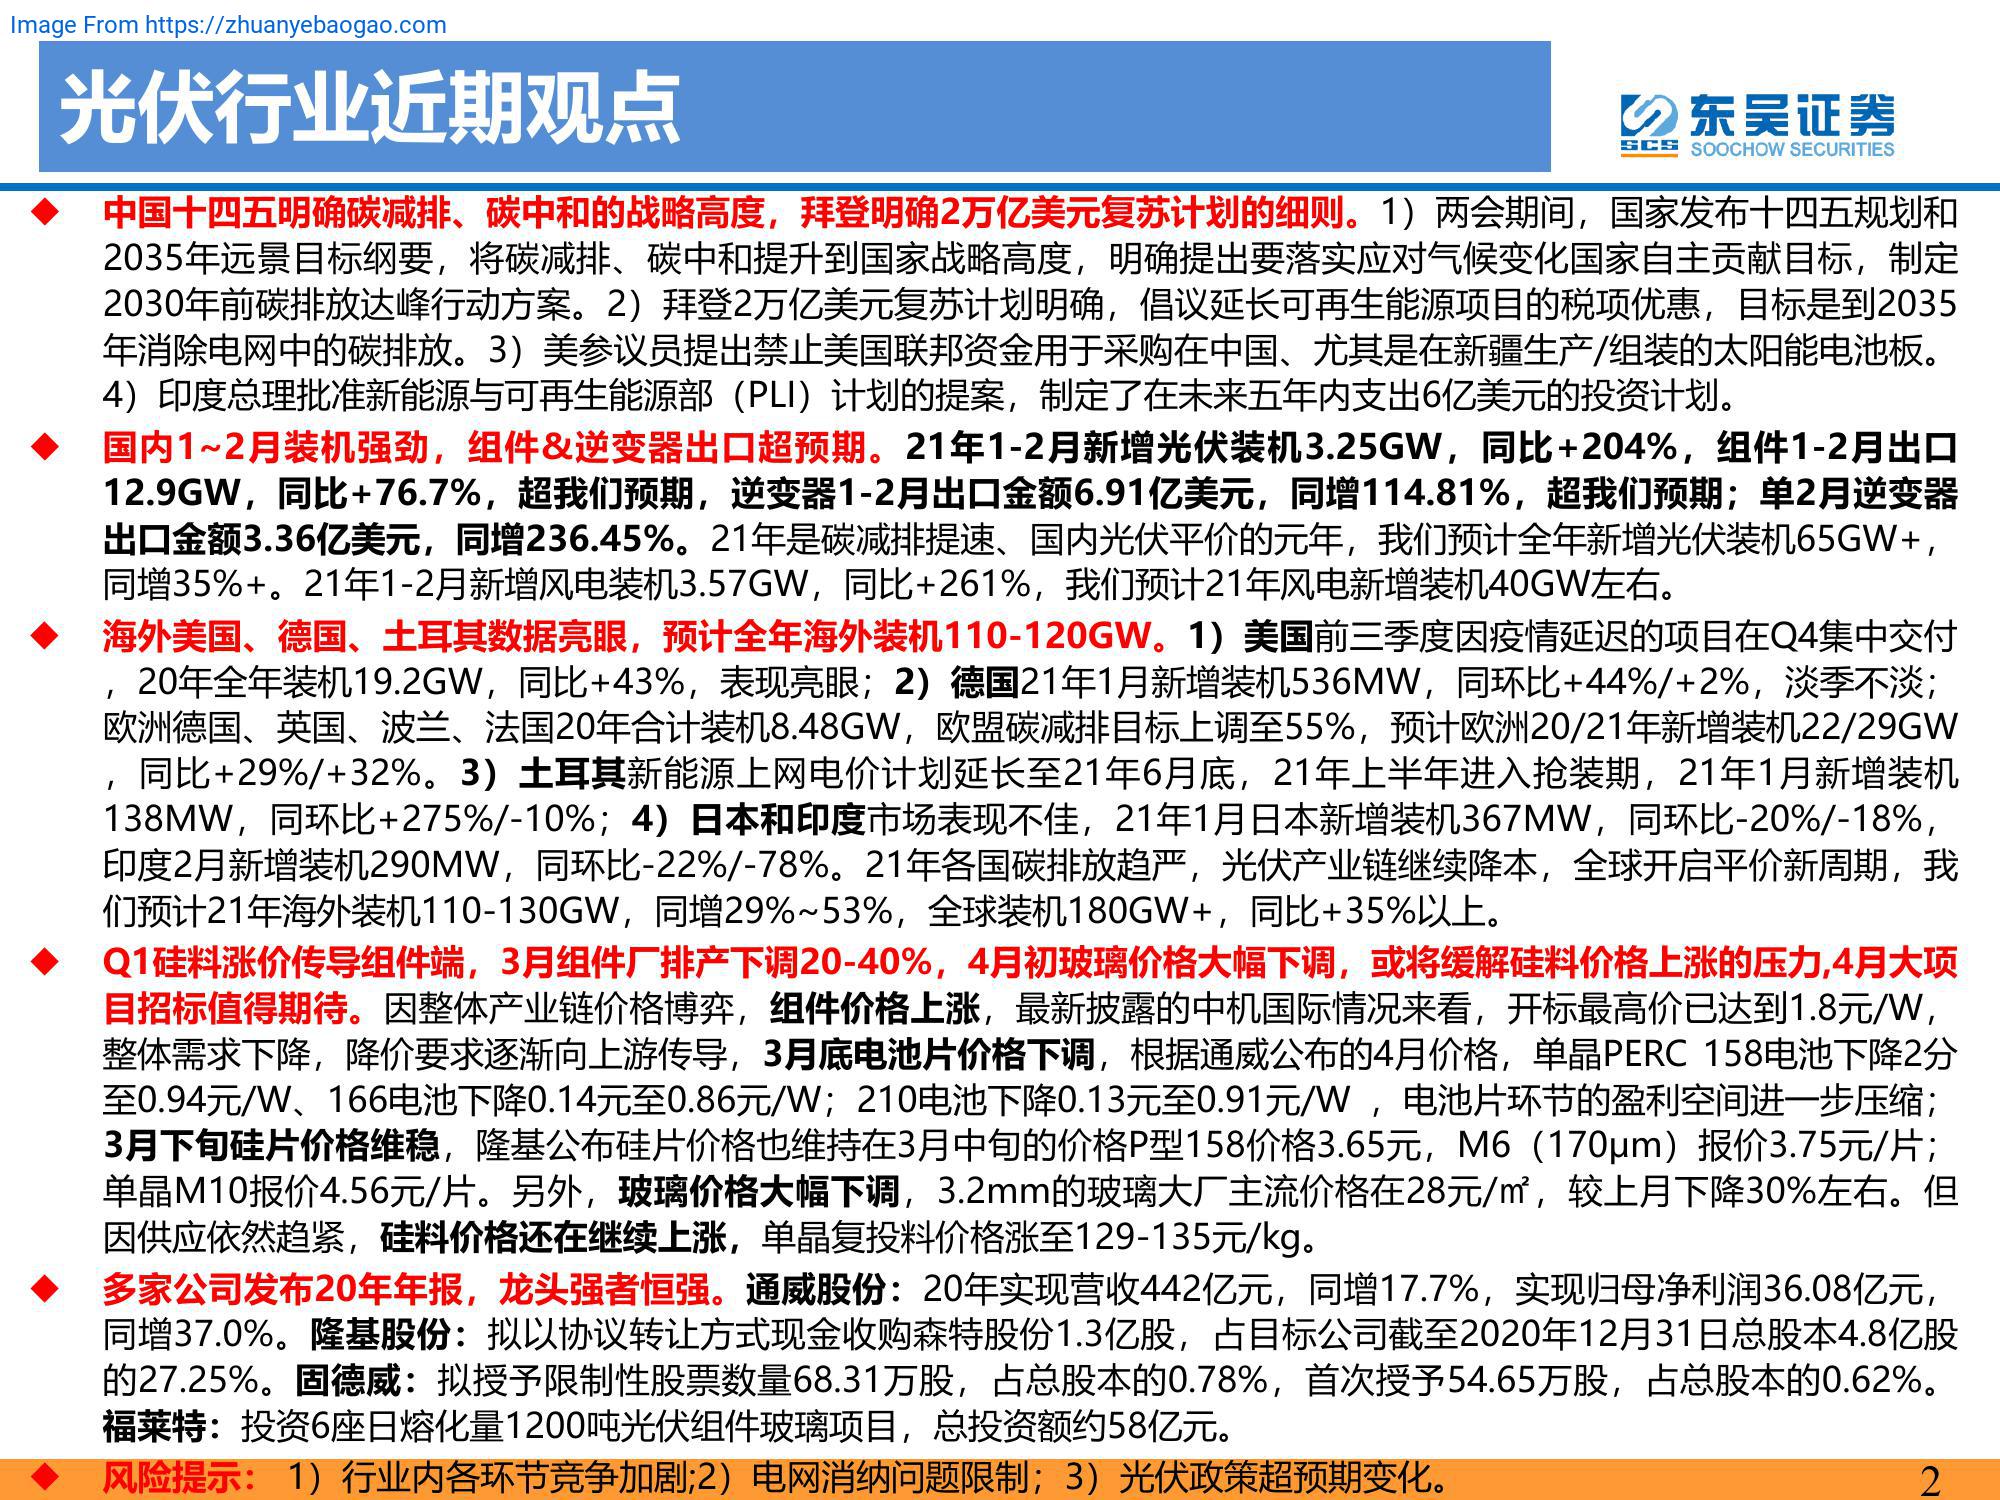 Image From https://zhuanyebaogao.com
光伏行业近期观点
东吴证券
SCS
SOOCHOW SECURITIES
◆ 中国十四五明确碳减排、碳中和的战略高度，拜登明确2万亿美元复苏计划的细则。1）两会期间，国家发布十四五规划和
2035年远景目标纲要，将碳减排、碳中和提升到国家战略高度，明确提出要落实应对气候变化国家自主贡献目标，制定
2030年前碳排放达峰行动方案。2）拜登2万亿美元复苏计划明确，倡议延长可再生能源项目的税项优惠，目标是到2035
年消除电网中的碳排放。3）美参议员提出禁止美国联邦资金用于采购在中国、尤其是在新疆生产/组装的太阳能电池板。
4）印度总理批准新能源与可再生能源部（PLI）计划的提案，制定了在未来五年内支出6亿美元的投资计划。
◆ 国内1~2月装机强劲，组件&逆变器出口超预期。21年1-2月新增光伏装机3.25GW，同比+204%，组件1-2月出口
12.9GW，同比+76.7%，超我们预期，逆变器1-2月出口金额6.91亿美元，同增114.81%，超我们预期；单2月逆变器
出口金额3.36亿美元，同增236.45%。21年是碳减排提速、国内光伏平价的元年，我们预计全年新增光伏装机65GW+，
同增35%+。21年1-2月新增风电装机3.57GW，同比+261%，我们预计21年风电新增装机40GW左右。
◆ 海外美国、德国、土耳其数据亮眼，预计全年海外装机110-120GW。1）美国前三季度因疫情延迟的项目在Q4集中交付
，20年全年装机19.2GW，同比+43%，表现亮眼；2）德国21年1月新增装机536MW，同环比+44%/+2%，淡季不淡；
欧洲德国、英国、波兰、法国20年合计装机8.48GW，欧盟碳减排目标上调至55%，预计欧洲20/21年新增装机22/29GW
，同比+29%/+32%。3）土耳其新能源上网电价计划延长至21年6月底，21年上半年进入抢装期，21年1月新增装机
138MW，同环比+275%/-10%；4）日本和印度市场表现不佳，21年1月日本新增装机367MW，同环比-20%/-18%，
印度2月新增装机290MW，同环比-22%/-78%。21年各国碳排放趋严，光伏产业链继续降本，全球开启平价新周期，我
们预计21年海外装机110-130GW，同增29%~53%，全球装机180GW+，同比+35%以上。
◆ Q1硅料涨价传导组件端，3月组件厂排产下调20-40%，4月初玻璃价格大幅下调，或将缓解硅料价格上涨的压力,4月大项
目招标值得期待。因整体产业链价格博弈，组件价格上涨，最新披露的中机国际情况来看，开标最高价已达到1.8元/W，
整体需求下降，降价要求逐渐向上游传导，3月底电池片价格下调，根据通威公布的4月价格，单晶PERC 158电池下降2分
至0.94元/W、166电池下降0.14元至0.86元/W；210电池下降0.13元至0.91元/W ，电池片环节的盈利空间进一步压缩；
3月下旬硅片价格维稳，隆基公布硅片价格也维持在3月中旬的价格P型158价格3.65元，M6（170μm）报价3.75元/片；
单晶M10报价4.56元/片。另外，玻璃价格大幅下调，3.2mm的玻璃大厂主流价格在28元/㎡，较上月下降30%左右。但
因供应依然趋紧，硅料价格还在继续上涨，单晶复投料价格涨至129-135元/kg。
◆ 多家公司发布20年年报，龙头强者恒强。通威股份：20年实现营收442亿元，同增17.7%，实现归母净利润36.08亿元，
同增37.0%。隆基股份：拟以协议转让方式现金收购森特股份1.3亿股，占目标公司截至2020年12月31日总股本4.8亿股
的27.25%。固德威：拟授予限制性股票数量68.31万股，占总股本的0.78%，首次授予54.65万股，占总股本的0.62%。
福莱特：投资6座日熔化量1200吨光伏组件玻璃项目，总投资额约58亿元。
◆ 风险提示： 1）行业内各环节竞争加剧;2）电网消纳问题限制；3）光伏政策超预期变化。
2